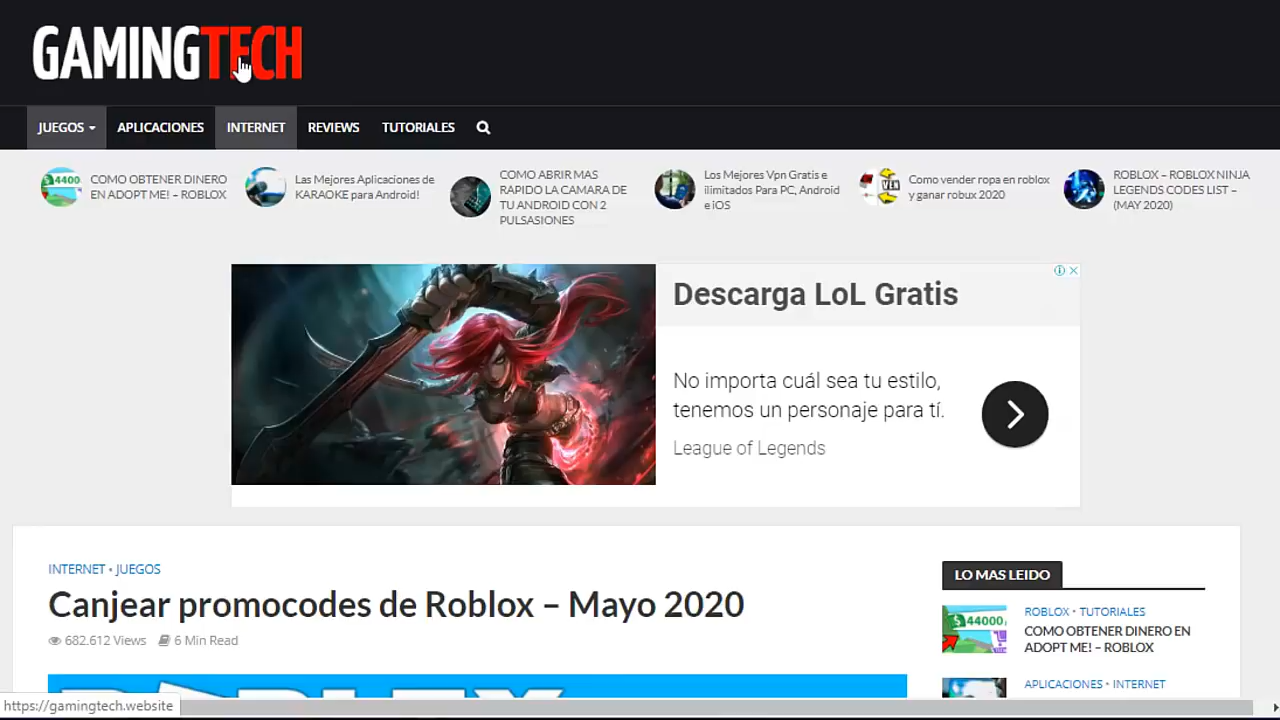 GAMINGTECH
JUEGOS
APLICACIONES
INTERNET
REVIEWS
TUTORIALES
$4400
COMO OBTENER DINERO
EN ADOPT ME! – ROBLOX
Las Mejores Aplicaciones de
KARAOKE para Android!
COMO ABRIR MAS
RAPIDO LA CAMARA DE
TU ANDROID CON 2
PULSASIONES
Los Mejores Vpn Gratis e
ilimitados Para PC, Android
e iOS
VEN
Como vender ropa en roblox
y ganar robux 2020
ROBLOX – ROBLOX NINJA
LEGENDS CODES LIST –
(MAY 2020)
Descarga LoL Gratis
No importa cuál sea tu estilo,
tenemos un personaje para tí.
League of Legends
INTERNET • JUEGOS
Canjear promocodes de Roblox – Mayo 2020
682.612 Views
6 Min Read
ROBLOX
LO MAS LEIDO
$44000
ROBLOX • TUTORIALES
COMO OBTENER DINERO EN
ADOPT ME! – ROBLOX
APLICACIONES • INTERNET
https://gamingtech.website